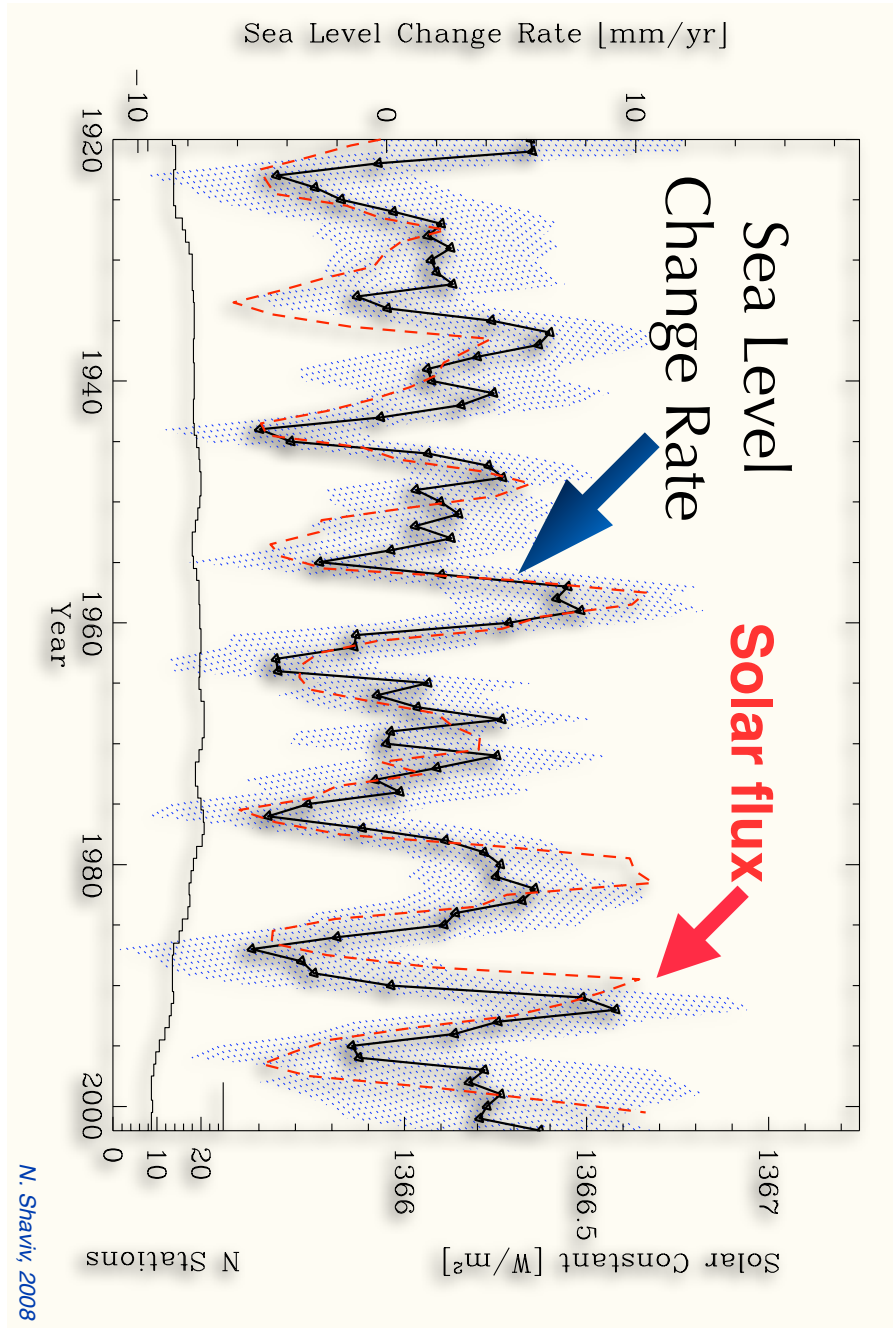 Sea Level Change Rate [mm/yr]
−10
0
10
1920
1940
1960
1980
2000
Year
Sea Level
Change Rate
Solar flux
0
10
20
1366
1366.5
1367
N Stations
Solar Constant [W/m²]
N. Shaviv, 2008